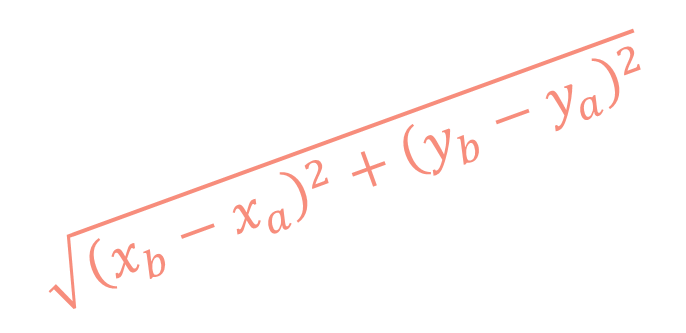 √((x_b − x_a)² + (y_b − y_a)²)